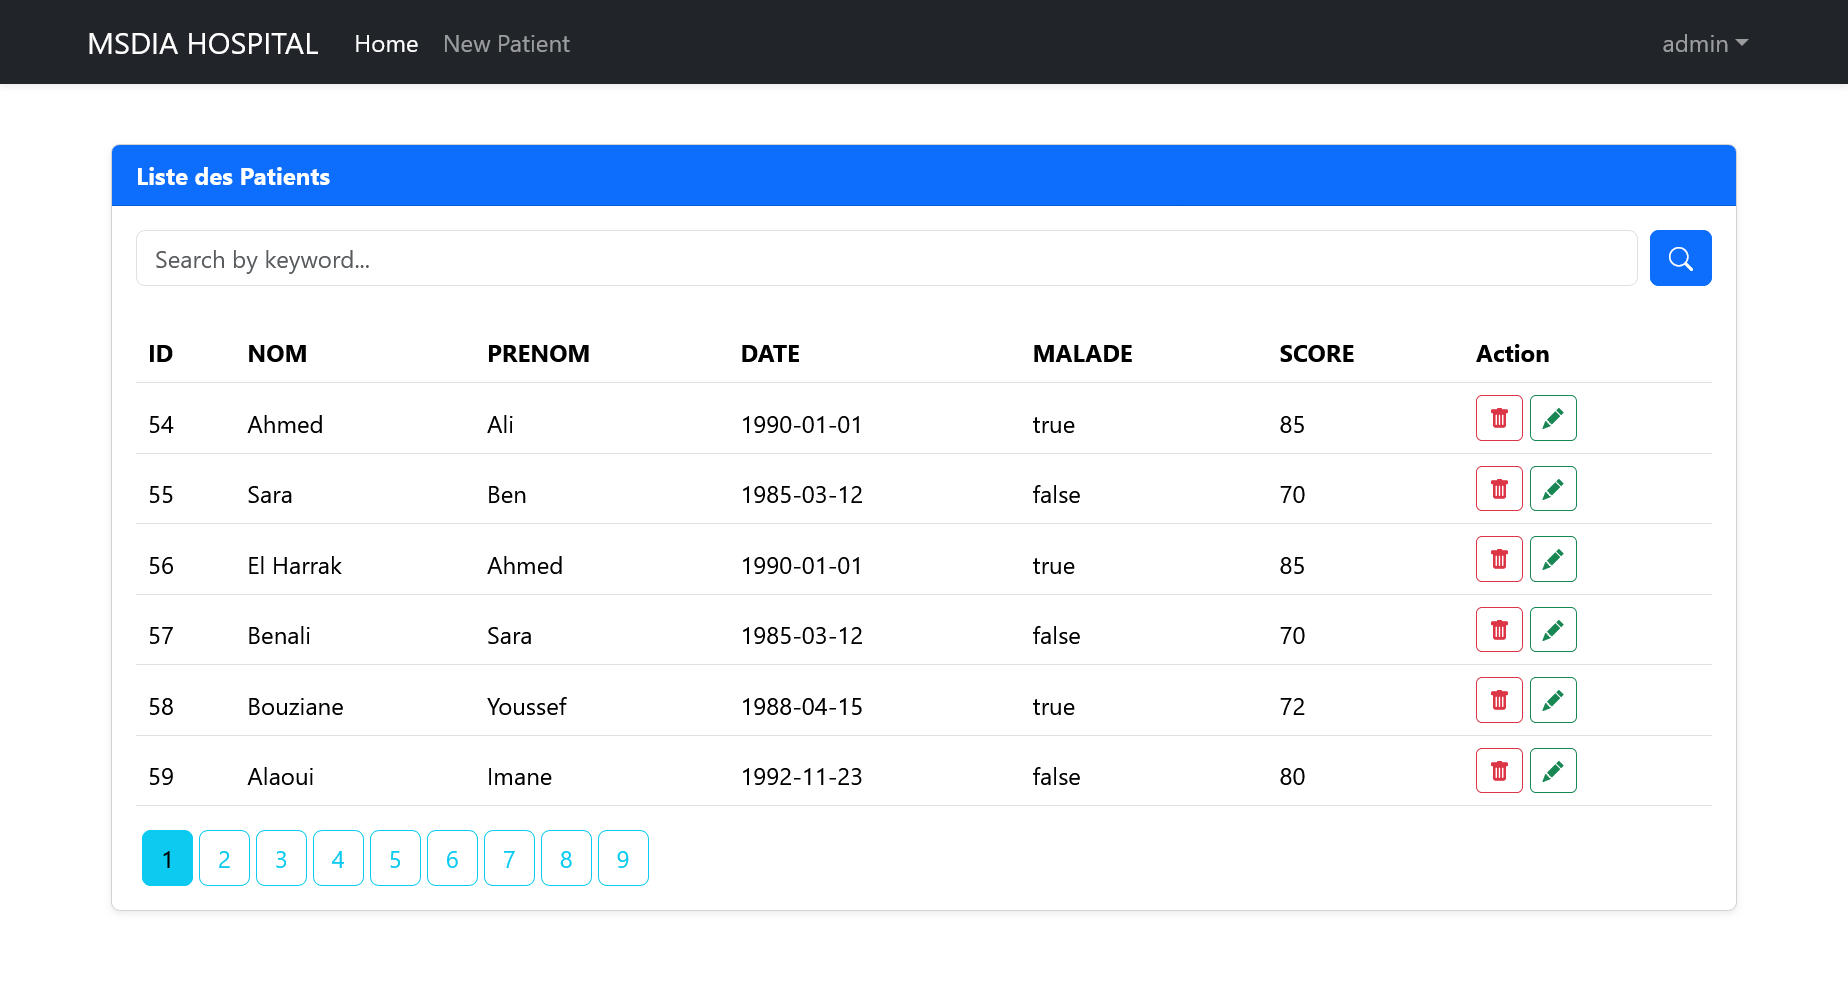 MSDIA HOSPITAL Home New Patient admin
Liste des Patients
Search by keyword...
ID NOM PRENOM DATE MALADE SCORE Action
54 Ahmed Ali 1990-01-01 true 85
55 Sara Ben 1985-03-12 false 70
56 El Harrak Ahmed 1990-01-01 true 85
57 Benali Sara 1985-03-12 false 70
58 Bouziane Youssef 1988-04-15 true 72
59 Alaoui Imane 1992-11-23 false 80
1 2 3 4 5 6 7 8 9